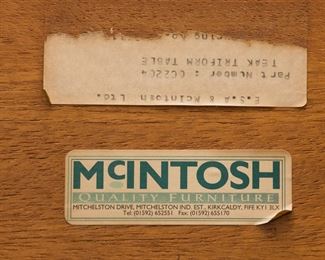 E.S.A & McIntosh Ltd.
Part Number : CC2204
TEAK TRIFORM TABLE
McINTOSH
QUALITY FURNITURE
MITCHELSTON DRIVE, MITCHELSTON IND. EST., KIRKCALDY, FIFE KY1 3LX
Tel: (01592) 652551 Fax: (01592) 655170